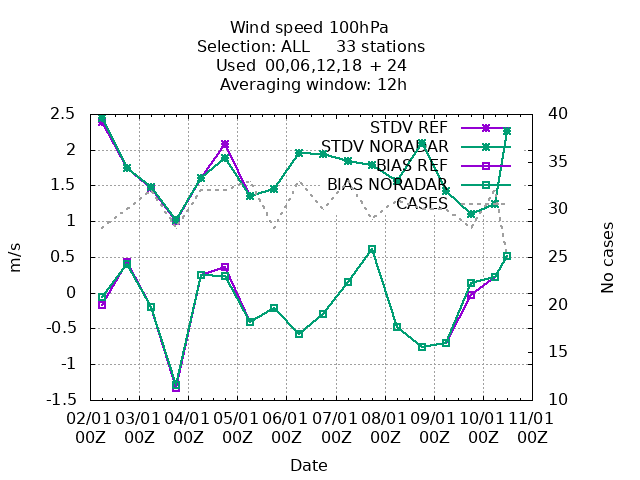 Wind speed 100hPa
Selection: ALL 33 stations
Used 00,06,12,18 + 24
Averaging window: 12h
STDV REF
STDV NORADAR
BIAS REF
BIAS NORADAR
CASES
2.5
2
1.5
1
0.5
0
-0.5
-1
-1.5
m/s
40
35
30
25
20
15
10
No cases
02/01 03/01 04/01 05/01 06/01 07/01 08/01 09/01 10/01 11/01
00Z 00Z 00Z 00Z 00Z 00Z 00Z 00Z 00Z 00Z
Date